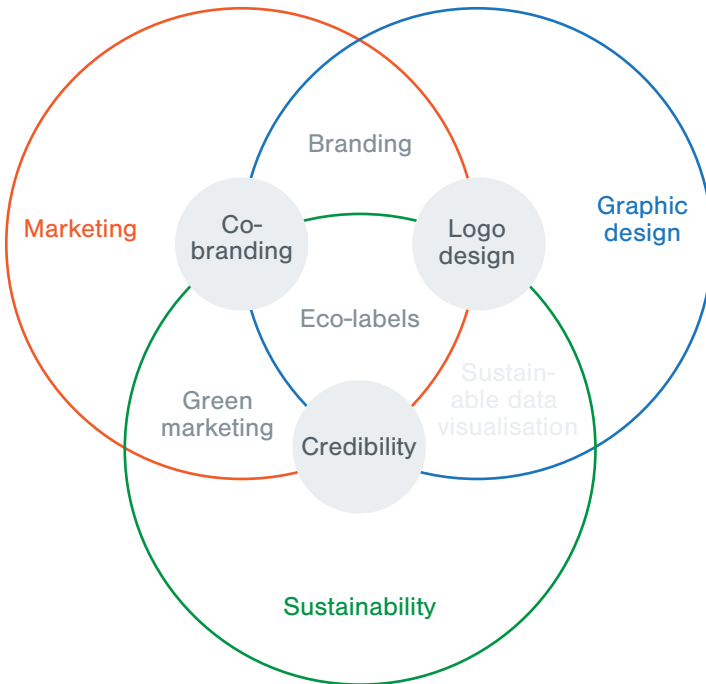 Branding
Marketing
Co-
branding
Logo
design
Graphic
design
Eco-labels
Green
marketing
Sustain-
able data
visualisation
Credibility
Sustainability